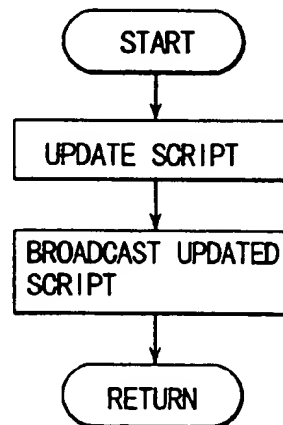 START
UPDATE SCRIPT
BROADCAST UPDATED
SCRIPT
RETURN